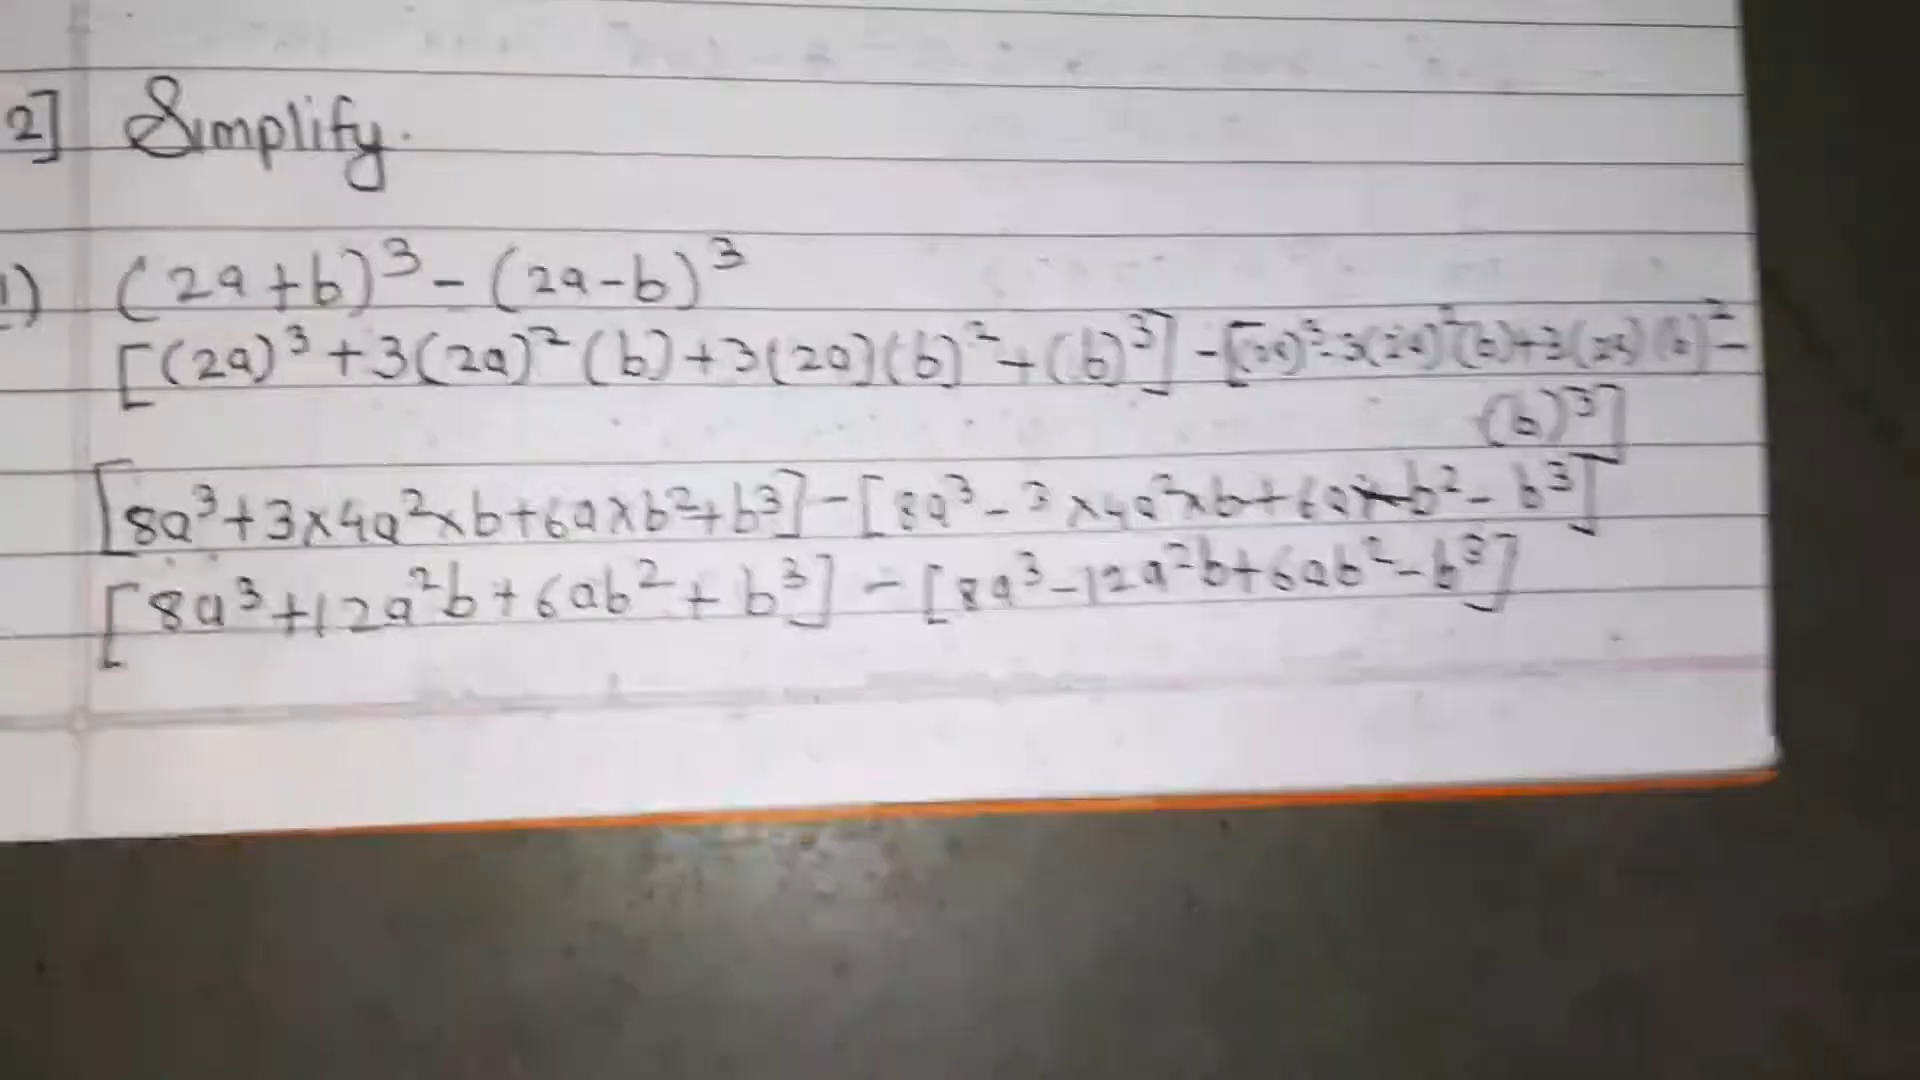 2] Simplify.
1) (2a+b)³ - (2a-b)³
[(2a)³ + 3(2a)² (b) + 3(2a)(b)² + (b)³] - [(2a)³ - 3(2a)²(b) + 3(2a)(b)² -
(b)³]
[8a³ + 3×4a²×b + 6a×b² + b³] - [8a³ - 3×4a²×b + 6a×b² - b³]
[8a³ + 12a²b + 6ab² + b³] - [8a³ - 12a²b + 6ab² - b³]